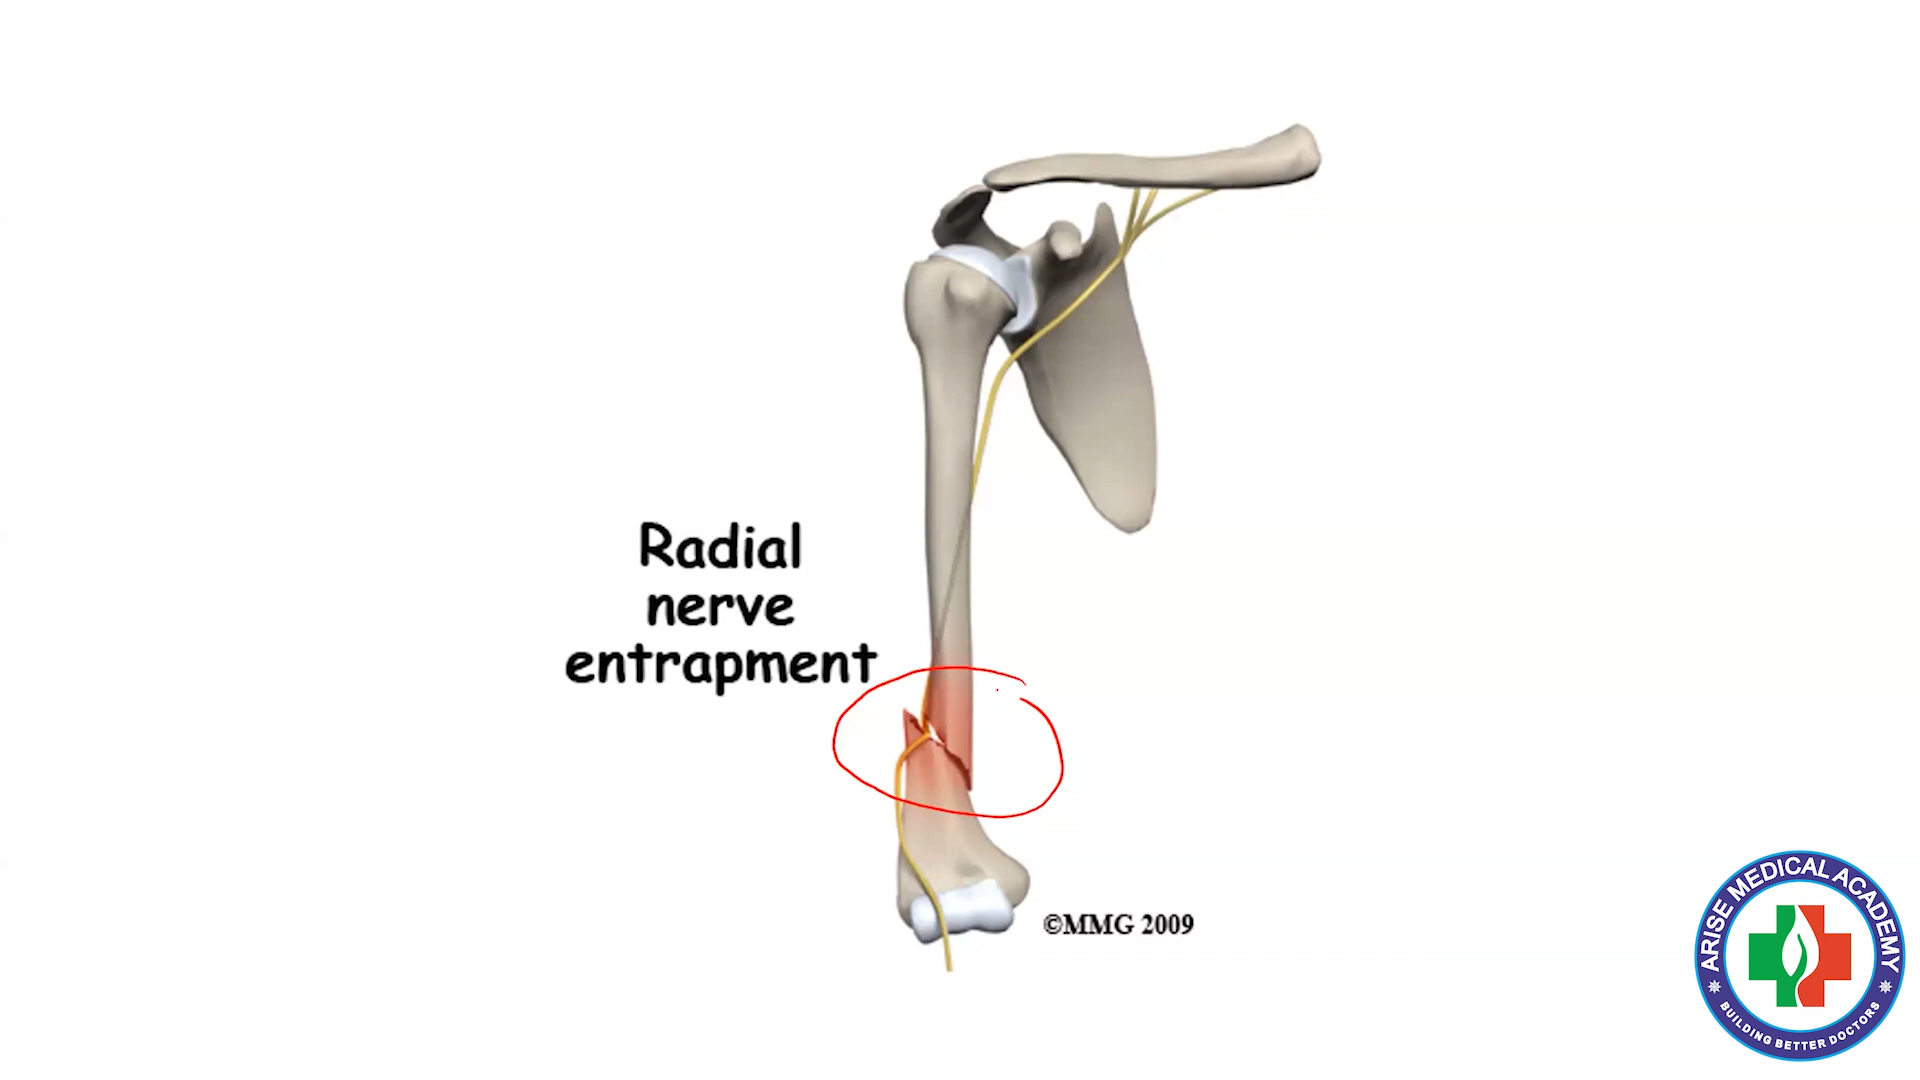 Radial
nerve
entrapment
©MMG 2009
ARISE MEDICAL ACADEMY
BUILDING BETTER DOCTORS